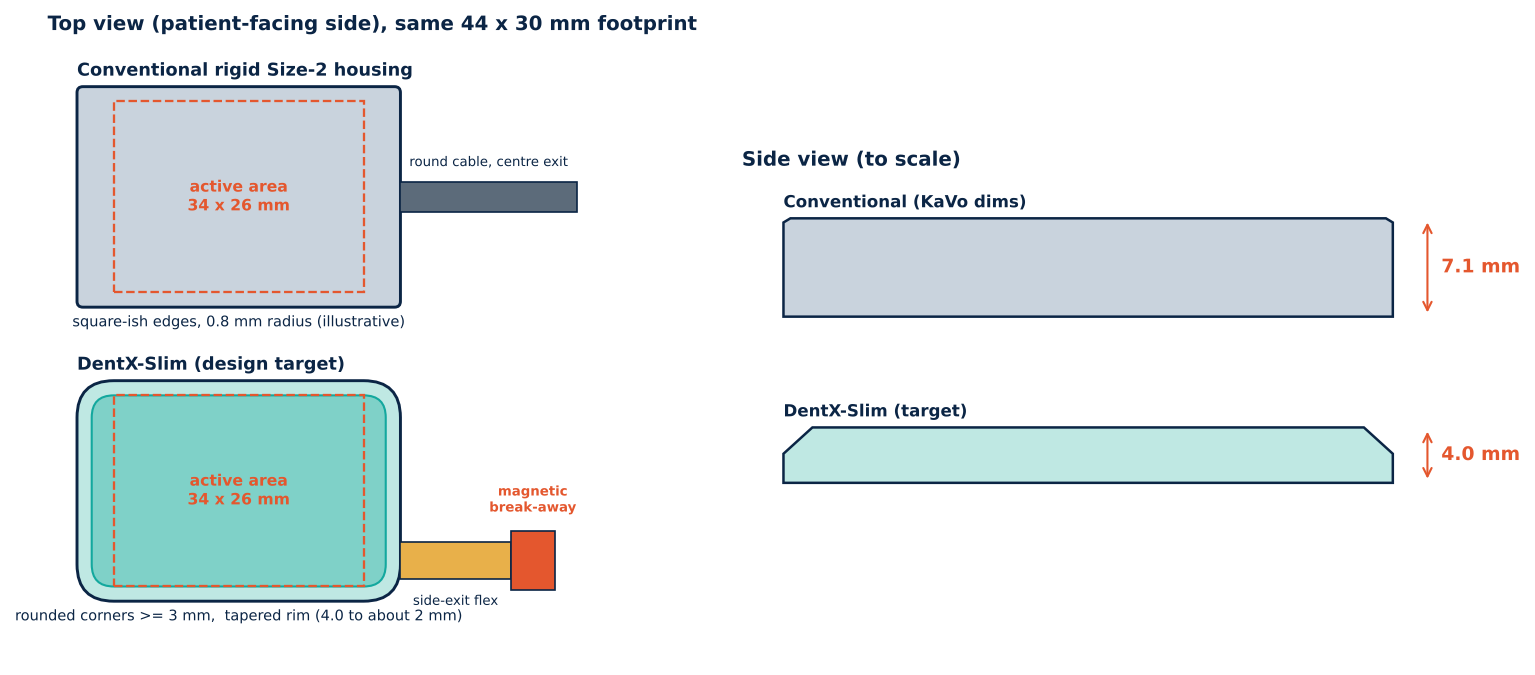 Top view (patient-facing side), same 44 x 30 mm footprint
Conventional rigid Size-2 housing
active area
34 x 26 mm
round cable, centre exit
square-ish edges, 0.8 mm radius (illustrative)
DentX-Slim (design target)
active area
34 x 26 mm
magnetic
break-away
side-exit flex
rounded corners >= 3 mm,  tapered rim (4.0 to about 2 mm)
Side view (to scale)
Conventional (KaVo dims)
7.1 mm
DentX-Slim (target)
4.0 mm